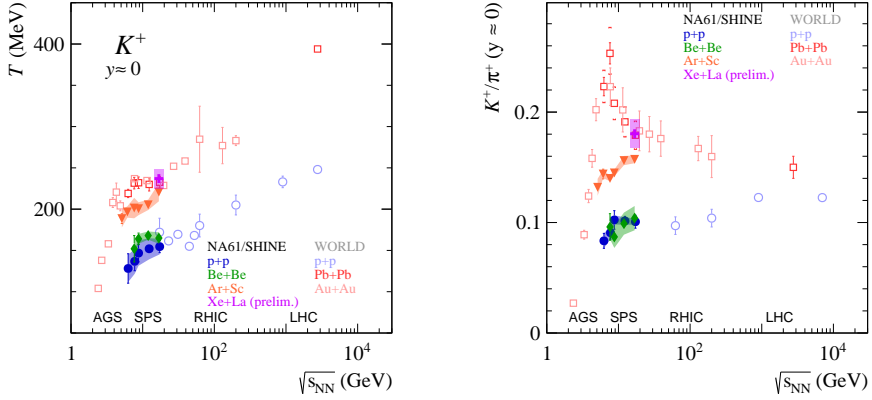 T (MeV)
400
K⁺
y≈ 0
200
NA61/SHINE WORLD
p+p p+p
Be+Be Pb+Pb
Ar+Sc Au+Au
Xe+La (prelim.)
AGS SPS RHIC LHC
1 10 10² 10⁴
√sNN (GeV)
K⁺/π⁺ (y ≈ 0)
NA61/SHINE WORLD
p+p p+p
Be+Be Pb+Pb
Ar+Sc Au+Au
Xe+La (prelim.)
0.2
0.1
0
AGS SPS RHIC LHC
1 10 10² 10⁴
√sNN (GeV)